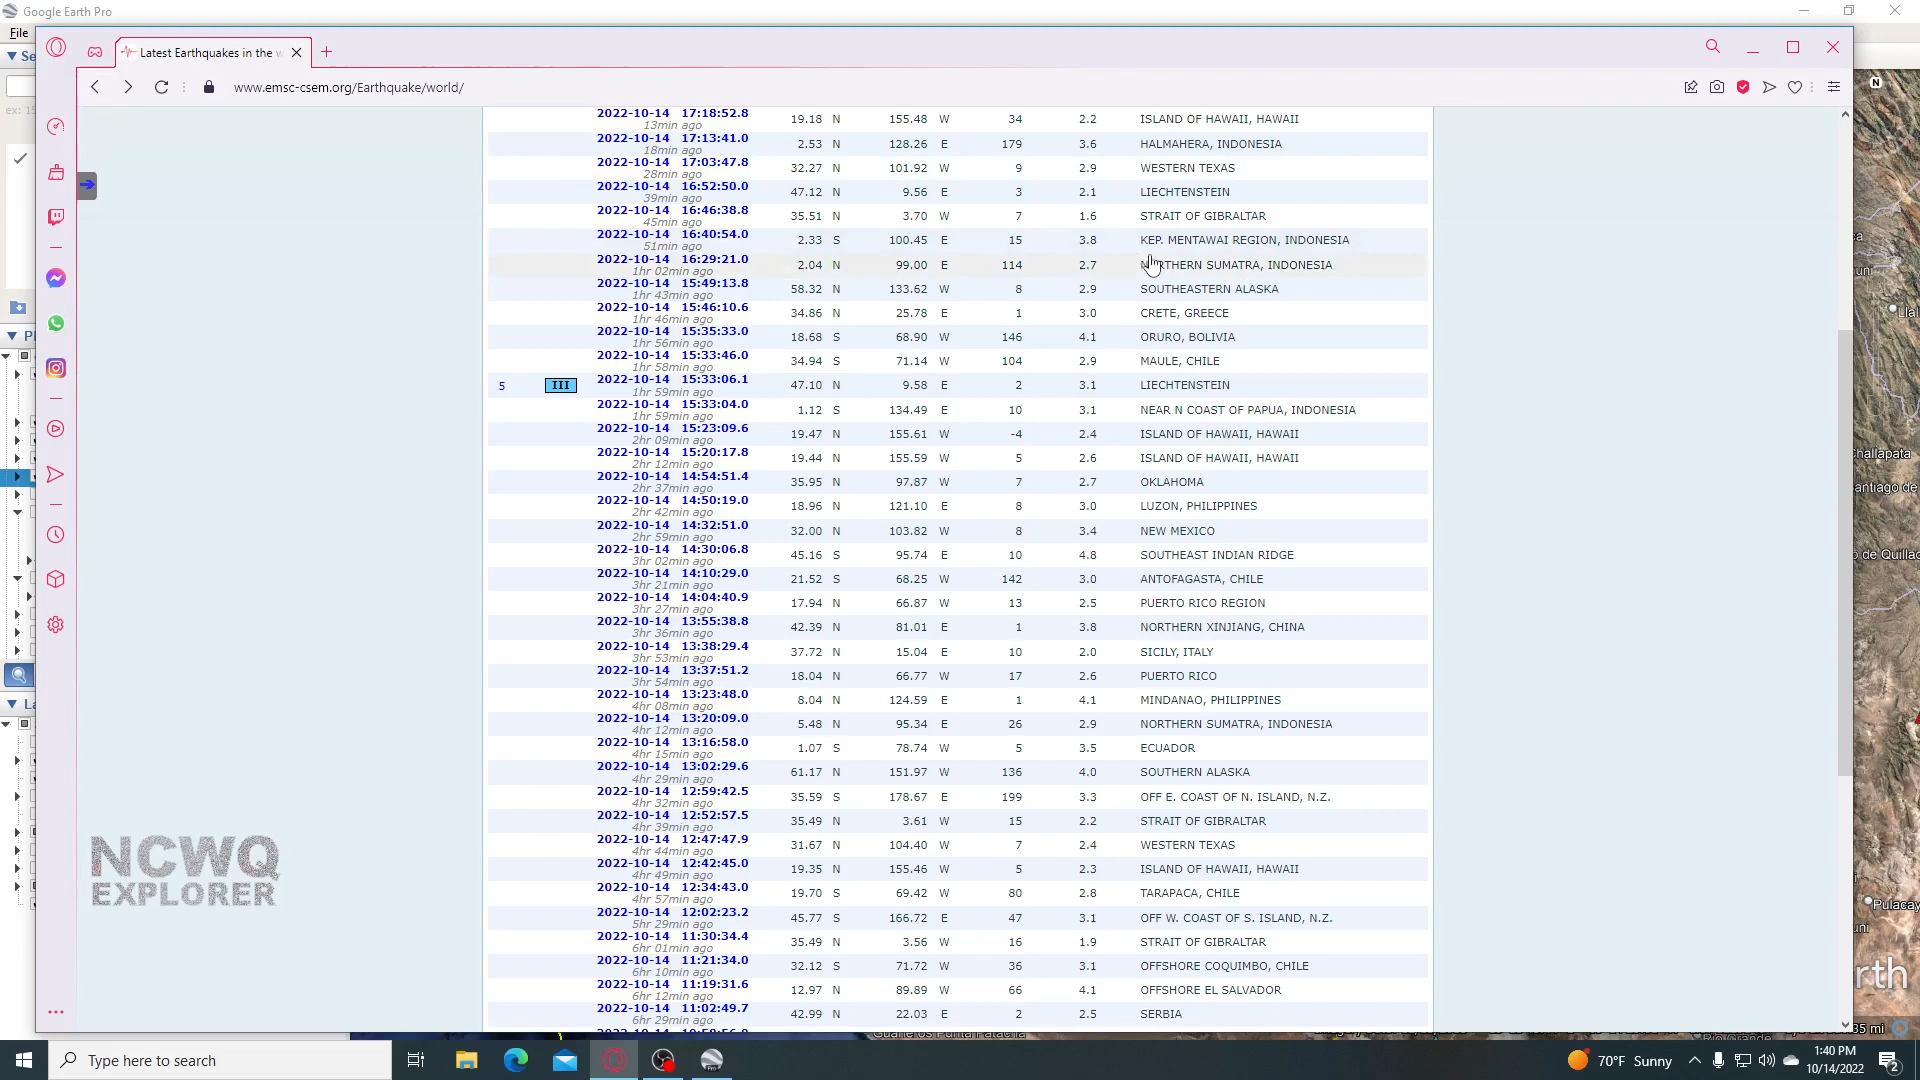 Google Earth Pro
File
Latest Earthquakes in the w
www.emsc-csem.org/Earthquake/world/
2022-10-14 17:18:52.8 13min ago 19.18 N 155.48 W 34 2.2 ISLAND OF HAWAII, HAWAII
2022-10-14 17:13:41.0 18min ago 2.53 N 128.26 E 179 3.6 HALMAHERA, INDONESIA
2022-10-14 17:03:47.8 28min ago 32.27 N 101.92 W 9 2.9 WESTERN TEXAS
2022-10-14 16:52:50.0 39min ago 47.12 N 9.56 E 3 2.1 LIECHTENSTEIN
2022-10-14 16:46:38.8 45min ago 35.51 N 3.70 W 7 1.6 STRAIT OF GIBRALTAR
2022-10-14 16:40:54.0 51min ago 2.33 S 100.45 E 15 3.8 KEP. MENTAWAI REGION, INDONESIA
2022-10-14 16:29:21.0 1hr 02min ago 2.04 N 99.00 E 114 2.7 NORTHERN SUMATRA, INDONESIA
2022-10-14 15:49:13.8 1hr 43min ago 58.32 N 133.62 W 8 2.9 SOUTHEASTERN ALASKA
2022-10-14 15:46:10.6 1hr 46min ago 34.86 N 25.78 E 1 3.0 CRETE, GREECE
2022-10-14 15:35:33.0 1hr 56min ago 18.68 S 68.90 W 146 4.1 ORURO, BOLIVIA
2022-10-14 15:33:46.0 1hr 58min ago 34.94 S 71.14 W 104 2.9 MAULE, CHILE
5 III 2022-10-14 15:33:06.1 1hr 59min ago 47.10 N 9.58 E 2 3.1 LIECHTENSTEIN
2022-10-14 15:33:04.0 1hr 59min ago 1.12 S 134.49 E 10 3.1 NEAR N COAST OF PAPUA, INDONESIA
2022-10-14 15:23:09.6 2hr 09min ago 19.47 N 155.61 W -4 2.4 ISLAND OF HAWAII, HAWAII
2022-10-14 15:20:17.8 2hr 12min ago 19.44 N 155.59 W 5 2.6 ISLAND OF HAWAII, HAWAII
2022-10-14 14:54:51.4 2hr 37min ago 35.95 N 97.87 W 7 2.7 OKLAHOMA
2022-10-14 14:50:19.0 2hr 42min ago 18.96 N 121.10 E 8 3.0 LUZON, PHILIPPINES
2022-10-14 14:32:51.0 2hr 59min ago 32.00 N 103.82 W 8 3.4 NEW MEXICO
2022-10-14 14:30:06.8 3hr 02min ago 45.16 S 95.74 E 10 4.8 SOUTHEAST INDIAN RIDGE
2022-10-14 14:10:29.0 3hr 21min ago 21.52 S 68.25 W 142 3.0 ANTOFAGASTA, CHILE
2022-10-14 14:04:40.9 3hr 27min ago 17.94 N 66.87 W 13 2.5 PUERTO RICO REGION
2022-10-14 13:55:38.8 3hr 36min ago 42.39 N 81.01 E 1 3.8 NORTHERN XINJIANG, CHINA
2022-10-14 13:38:29.4 3hr 53min ago 37.72 N 15.04 E 10 2.0 SICILY, ITALY
2022-10-14 13:37:51.2 3hr 54min ago 18.04 N 66.77 W 17 2.6 PUERTO RICO
2022-10-14 13:23:48.0 4hr 08min ago 8.04 N 124.59 E 1 4.1 MINDANAO, PHILIPPINES
2022-10-14 13:20:09.0 4hr 12min ago 5.48 N 95.34 E 26 2.9 NORTHERN SUMATRA, INDONESIA
2022-10-14 13:16:58.0 4hr 15min ago 1.07 S 78.74 W 5 3.5 ECUADOR
2022-10-14 13:02:29.6 4hr 29min ago 61.17 N 151.97 W 136 4.0 SOUTHERN ALASKA
2022-10-14 12:59:42.5 4hr 32min ago 35.59 S 178.67 E 199 3.3 OFF E. COAST OF N. ISLAND, N.Z.
2022-10-14 12:52:57.5 4hr 39min ago 35.49 N 3.61 W 15 2.2 STRAIT OF GIBRALTAR
2022-10-14 12:47:47.9 4hr 44min ago 31.67 N 104.40 W 7 2.4 WESTERN TEXAS
2022-10-14 12:42:45.0 4hr 49min ago 19.35 N 155.46 W 5 2.3 ISLAND OF HAWAII, HAWAII
2022-10-14 12:34:43.0 4hr 57min ago 19.70 S 69.42 W 80 2.8 TARAPACA, CHILE
2022-10-14 12:02:23.2 5hr 29min ago 45.77 S 166.72 E 47 3.1 OFF W. COAST OF S. ISLAND, N.Z.
2022-10-14 11:30:34.4 6hr 01min ago 35.49 N 3.56 W 16 1.9 STRAIT OF GIBRALTAR
2022-10-14 11:21:34.0 6hr 10min ago 32.12 S 71.72 W 36 3.1 OFFSHORE COQUIMBO, CHILE
2022-10-14 11:19:31.6 6hr 12min ago 12.97 N 89.89 W 66 4.1 OFFSHORE EL SALVADOR
2022-10-14 11:02:49.7 6hr 29min ago 42.99 N 22.03 E 2 2.5 SERBIA
NCWQ
EXPLORER
Challapata
antiago de
o de Quillac
Pulacay
uni
rth
35 mi
Type here to search
70°F Sunny
1:40 PM
10/14/2022
2